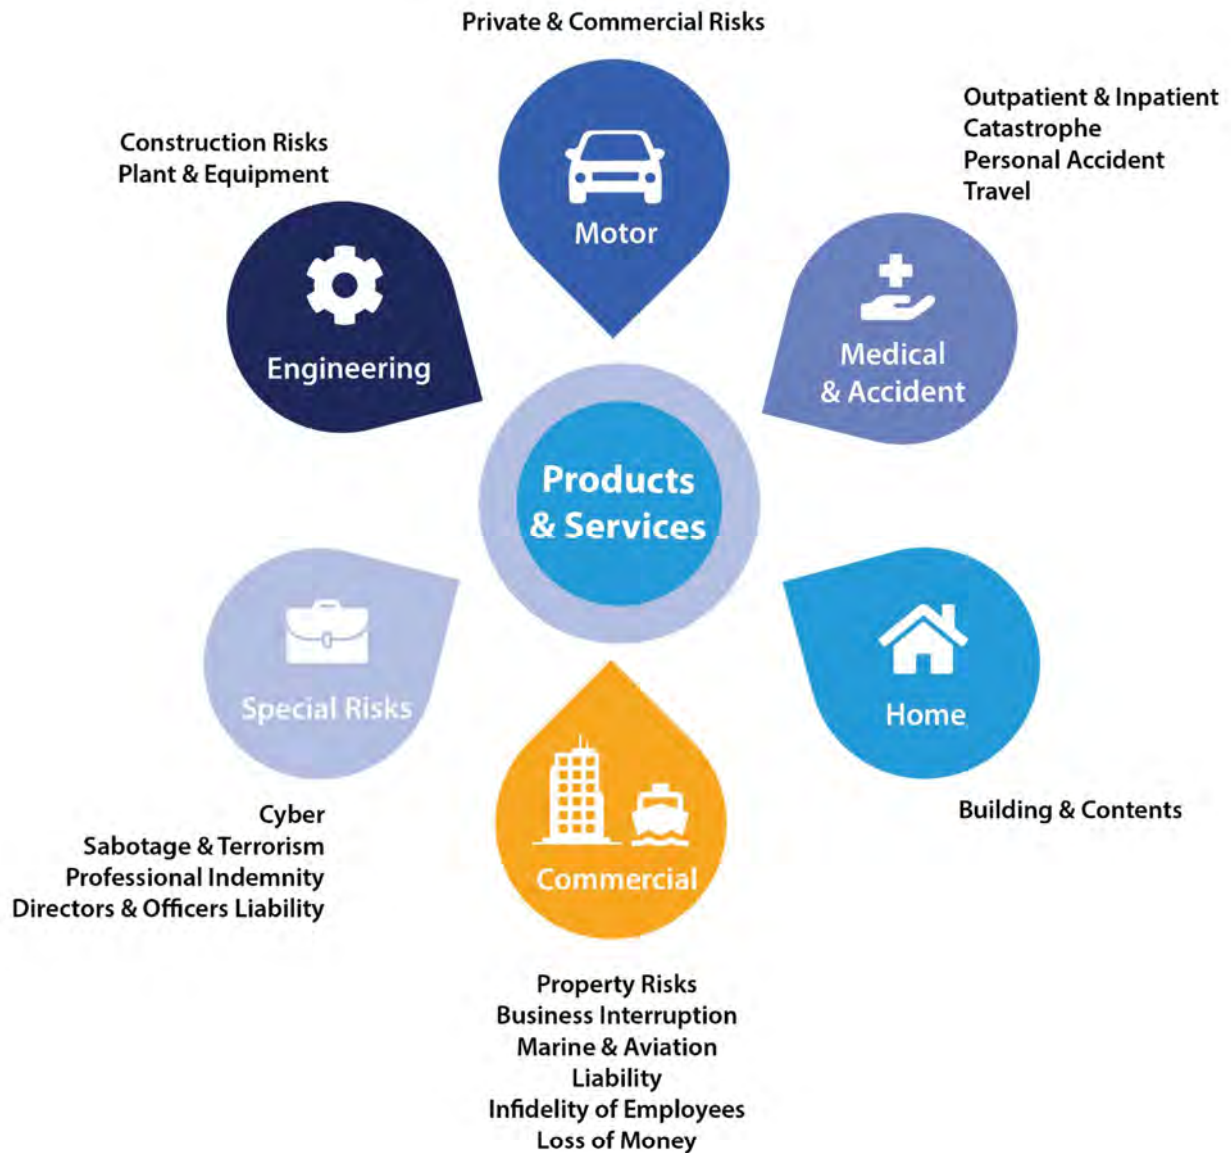 Private & Commercial Risks
Motor
Outpatient & Inpatient
Catastrophe
Personal Accident
Travel
Medical
& Accident
Construction Risks
Plant & Equipment
Engineering
Products
& Services
Special Risks
Cyber
Sabotage & Terrorism
Professional Indemnity
Directors & Officers Liability
Home
Building & Contents
Commercial
Property Risks
Business Interruption
Marine & Aviation
Liability
Infidelity of Employees
Loss of Money